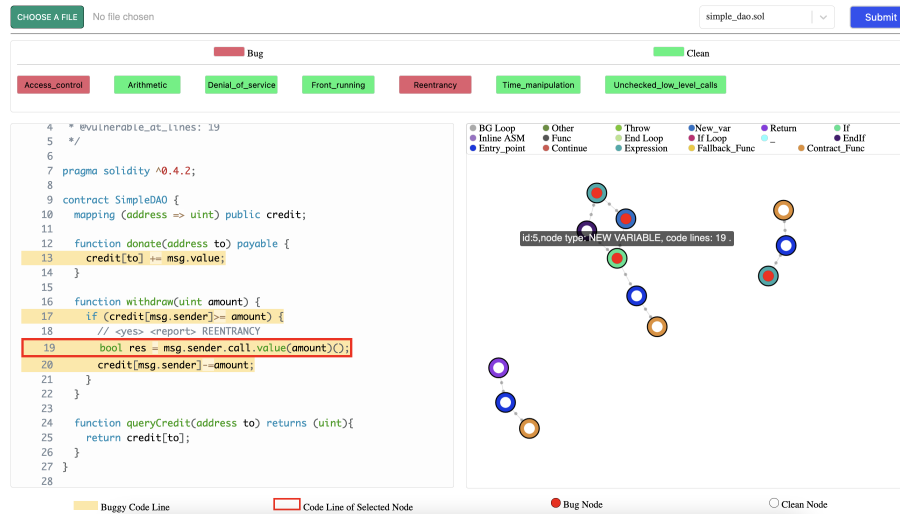 CHOOSE A FILE No file chosen simple_dao.sol Submit
Bug Clean
Access_control Arithmetic Denial_of_service Front_running Reentrancy Time_manipulation Unchecked_low_level_calls
4 * @vulnerable_at_lines: 19
5 */
6
7 pragma solidity ^0.4.2;
8
9 contract SimpleDAO {
10 mapping (address => uint) public credit;
11
12 function donate(address to) payable {
13 credit[to] += msg.value;
14 }
15
16 function withdraw(uint amount) {
17 if (credit[msg.sender]>= amount) {
18 // <yes> <report> REENTRANCY
19 bool res = msg.sender.call.value(amount)();
20 credit[msg.sender]-=amount;
21 }
22 }
23
24 function queryCredit(address to) returns (uint){
25 return credit[to];
26 }
27 }
28
BG Loop Other Throw New_var Return If
Inline ASM Func End Loop If Loop _ EndIf
Entry_point Continue Expression Fallback_Func Contract_Func
id:5,node type: NEW VARIABLE, code lines: 19 .
Buggy Code Line Code Line of Selected Node Bug Node Clean Node